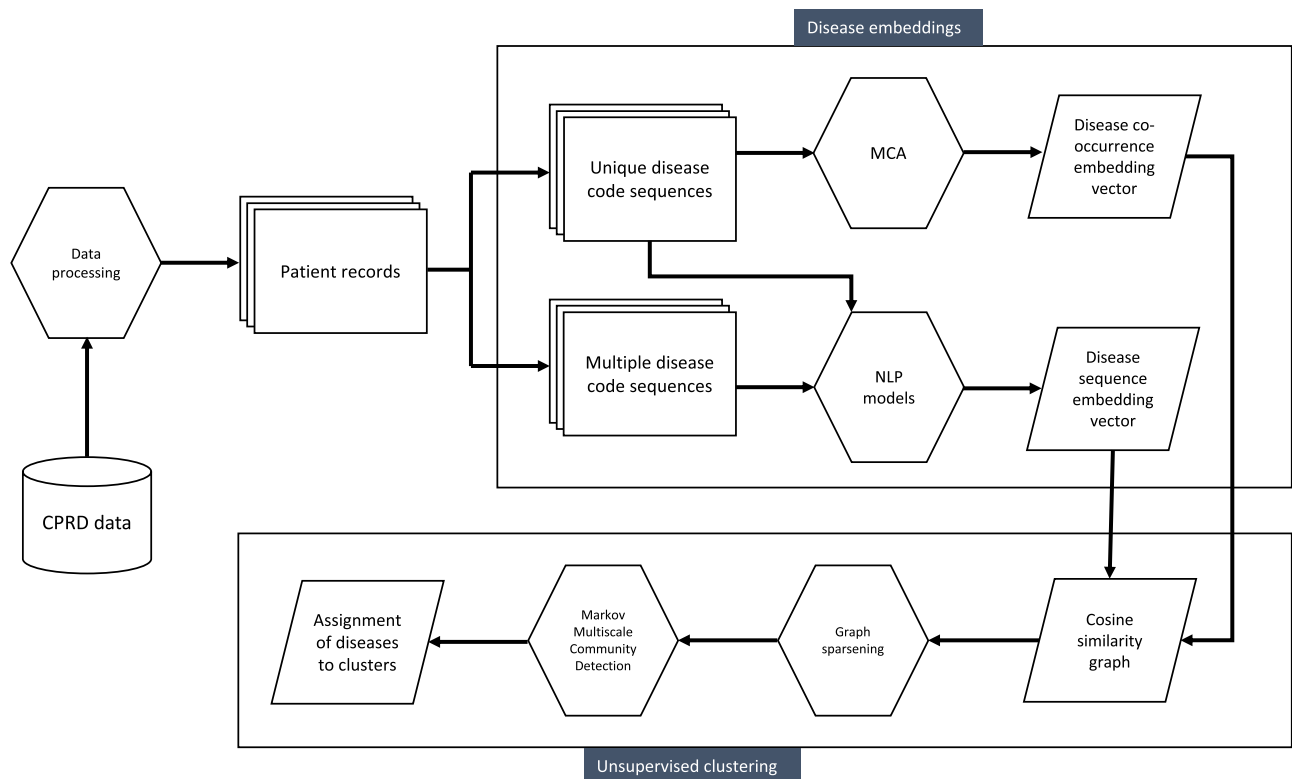 Disease embeddings
Unique disease
code sequences
MCA
Disease co-
occurrence
embedding
vector
Data
processing
Patient records
Multiple disease
code sequences
NLP
models
Disease
sequence
embedding
vector
CPRD data
Assignment
of diseases
to clusters
Markov
Multiscale
Community
Detection
Graph
sparsening
Cosine
similarity
graph
Unsupervised clustering